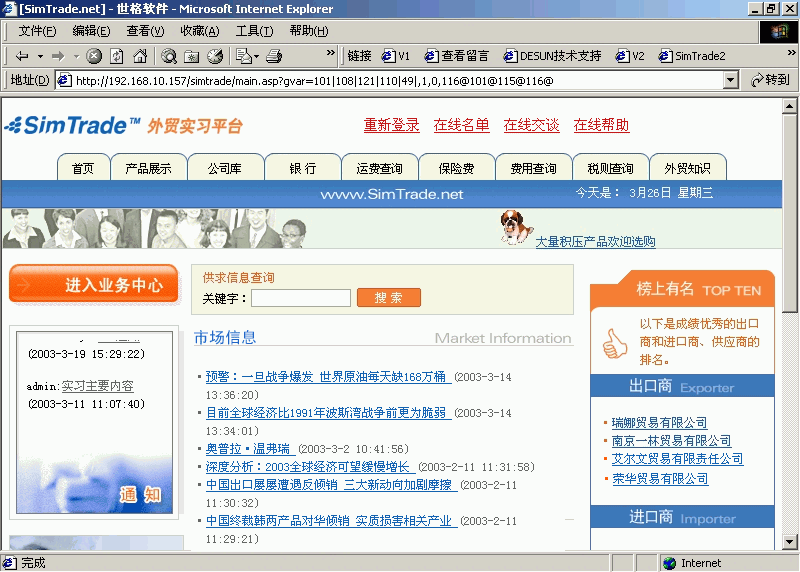 [SimTrade.net] - 世格软件 - Microsoft Internet Explorer
文件(F) 编辑(E) 查看(V) 收藏(A) 工具(T) 帮助(H)
» 链接 V1 查看留言 DESUN技术支持 V2 SimTrade2 »
地址(D) http://192.168.10.157/simtrade/main.asp?gvar=101|108|121|110|49|,1,0,116@101@115@116@ 转到
SimTrade™ 外贸实习平台
重新登录 在线名单 在线交谈 在线帮助
首页 产品展示 公司库 银 行 运费查询 保险费 费用查询 税则查询 外贸知识
www.SimTrade.net 今天是： 3月26日 星期三
大量积压产品欢迎选购
进入业务中心
(2003-3-19 15:29:22)
admin:实习主要内容
(2003-3-11 11:07:40)
通 知
供求信息查询
关键字：
搜 索
市场信息 Market Information
· 预警：一旦战争爆发 世界原油每天缺168万桶 (2003-3-14
13:36:20)
· 目前全球经济比1991年波斯湾战争前更为脆弱 (2003-3-14
13:34:01)
· 奥普拉·温弗瑞 (2003-3-2 10:41:56)
· 深度分析：2003全球经济可望缓慢增长 (2003-2-11 11:31:58)
· 中国出口屡屡遭遇反倾销 三大新动向加剧摩擦 (2003-2-11
11:30:32)
· 中国终裁韩两产品对华倾销 实质损害相关产业 (2003-2-11
11:29:21)
榜上有名 TOP TEN
以下是成绩优秀的出口
商和进口商、供应商的
排名。
出口商 Exporter
· 瑞娜贸易有限公司
· 南京一林贸易有限公司
· 艾尔文贸易有限责任公司
· 荣华贸易有限公司
进口商 Importer
完成 Internet